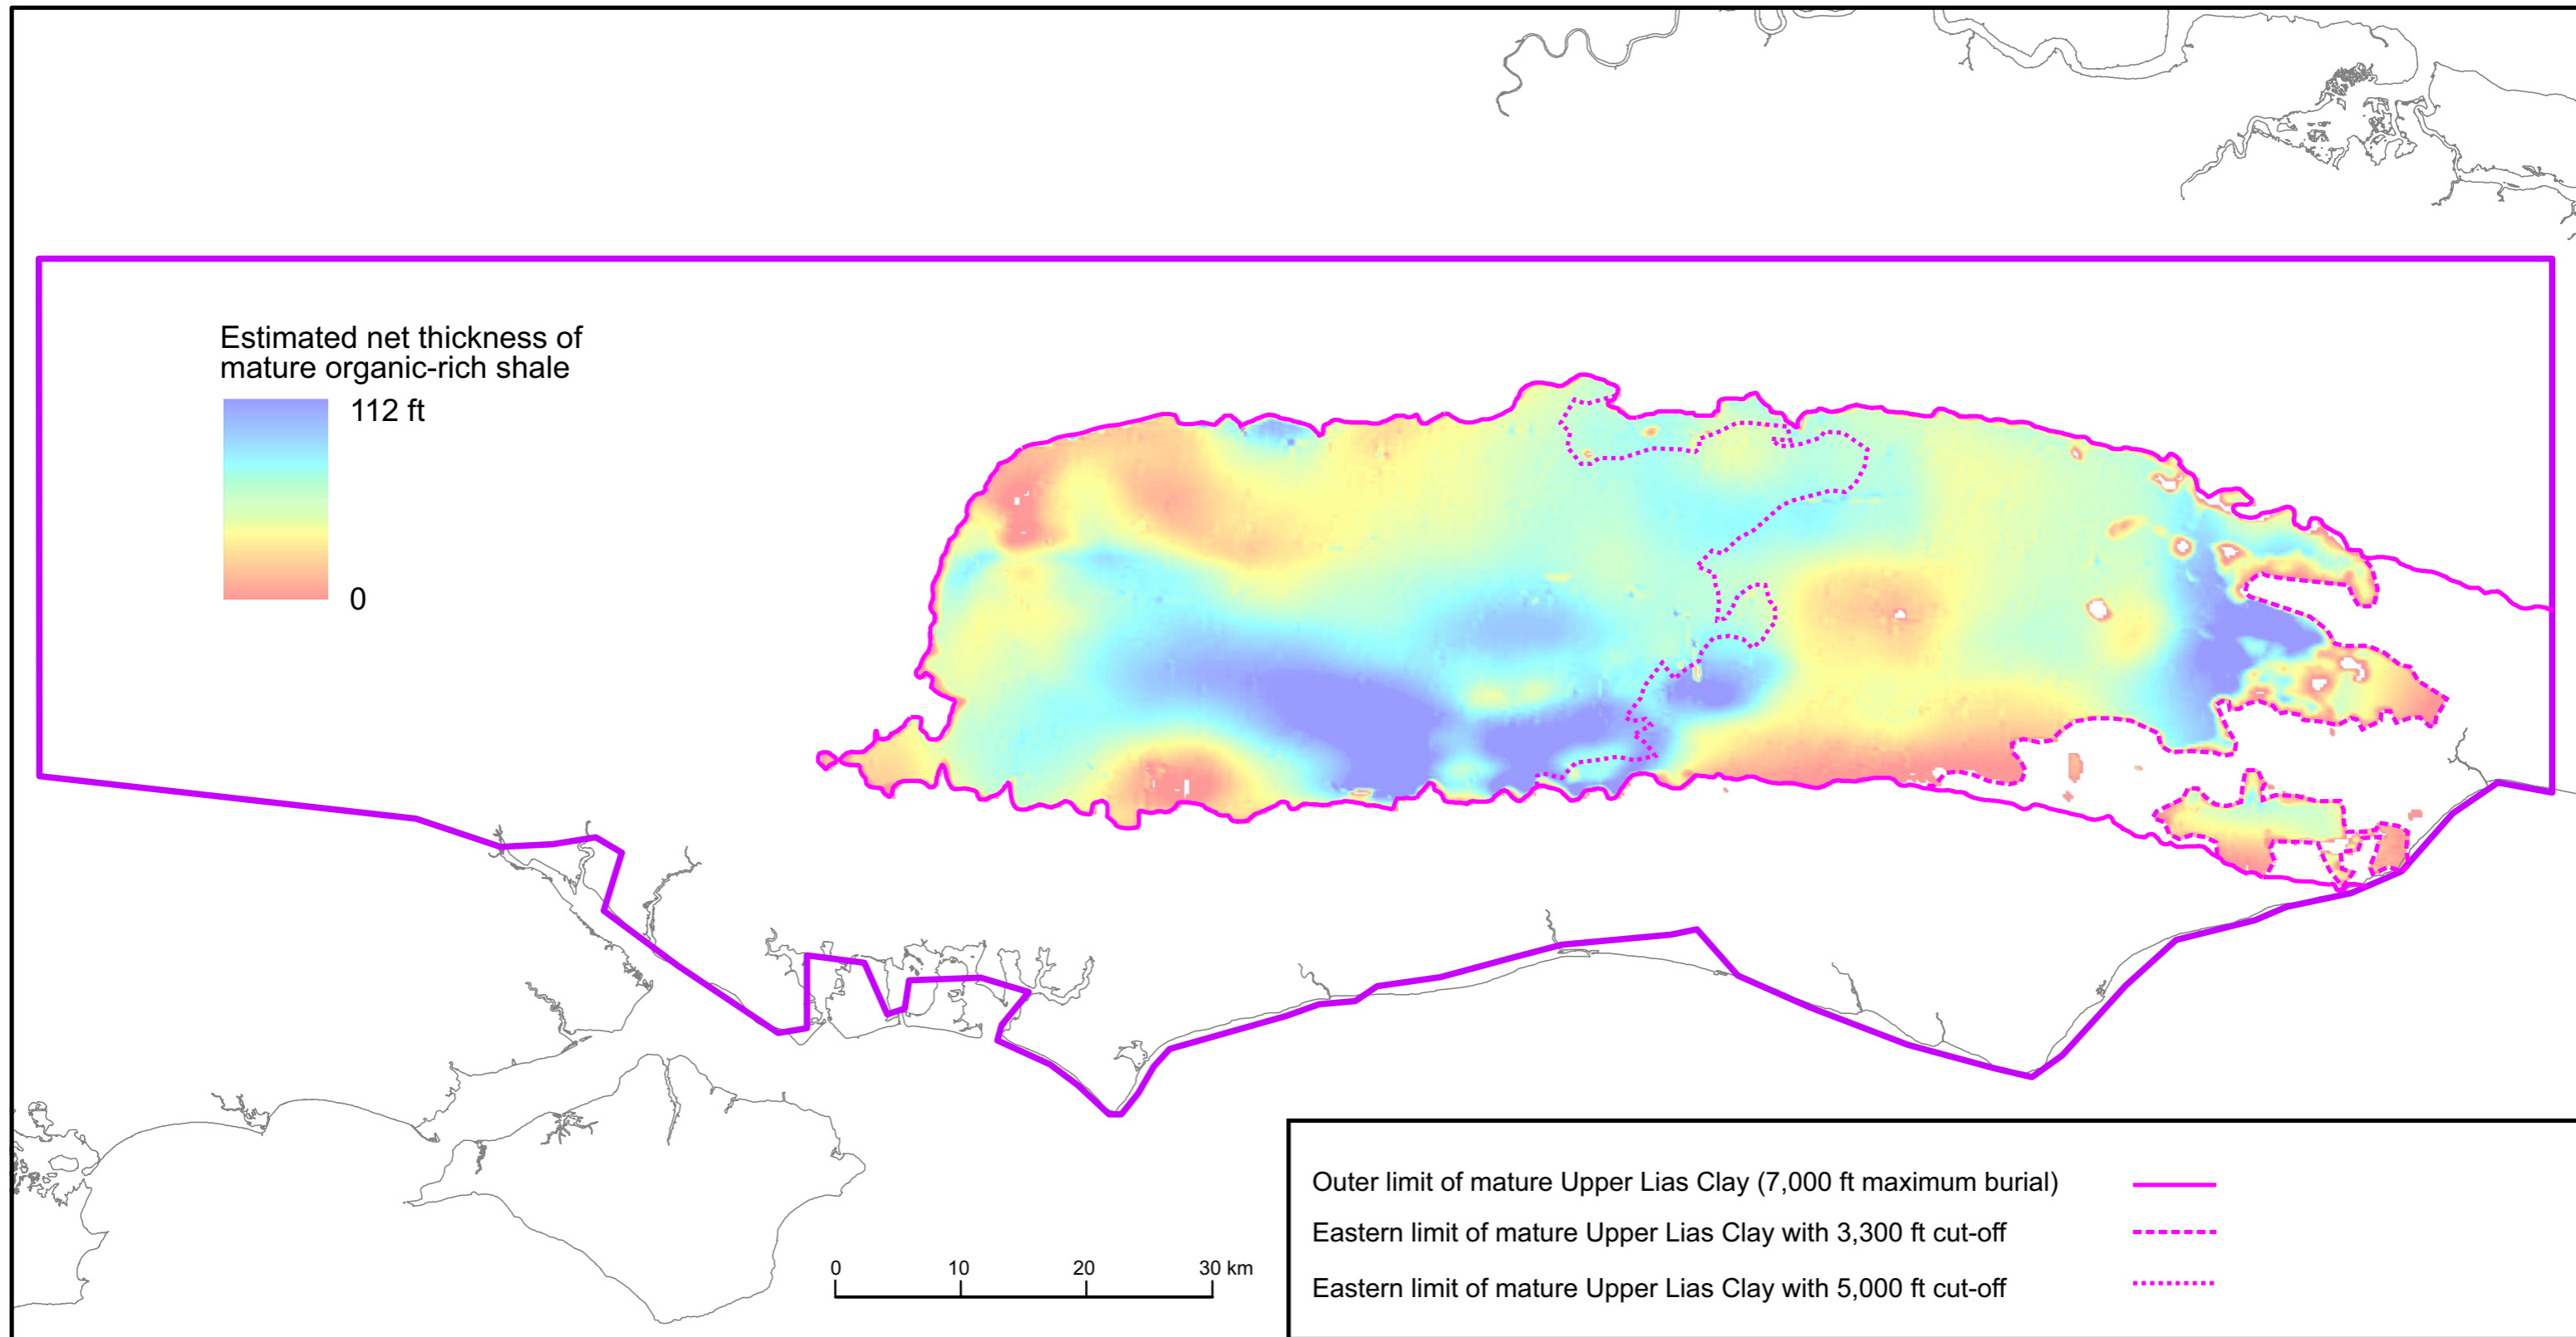 Estimated net thickness of
mature organic-rich shale
112 ft
0
Outer limit of mature Upper Lias Clay (7,000 ft maximum burial)
Eastern limit of mature Upper Lias Clay with 3,300 ft cut-off
Eastern limit of mature Upper Lias Clay with 5,000 ft cut-off
0 10 20 30 km